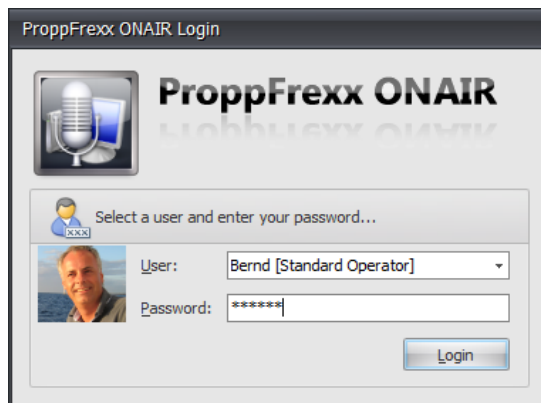 ProppFrexx ONAIR Login
ProppFrexx ONAIR
xxx
Select a user and enter your password...
User: Bernd [Standard Operator]
Password: ******
Login